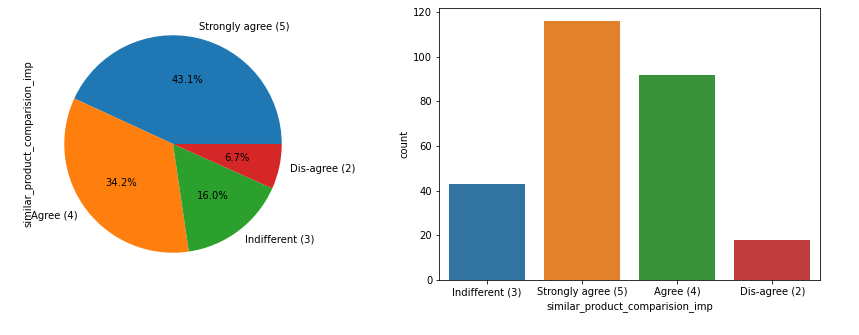 Strongly agree (5)
43.1%
similar_product_comparision_imp
6.7%
Dis-agree (2)
34.2%
16.0%
Agree (4)
Indifferent (3)
120
100
80
60
40
20
0
count
Indifferent (3)
Strongly agree (5)
Agree (4)
Dis-agree (2)
similar_product_comparision_imp